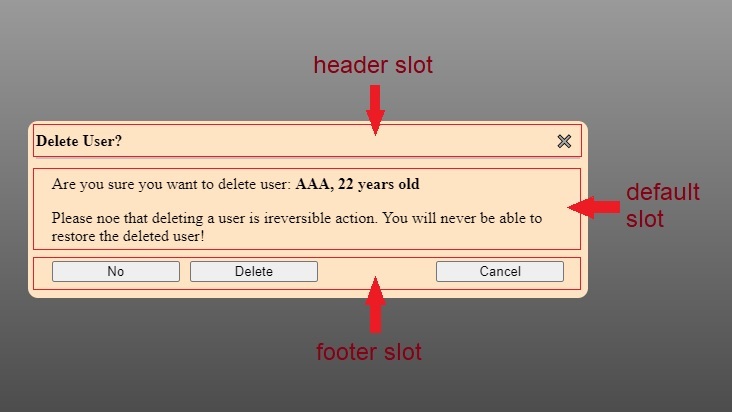 header slot
Delete User?
Are you sure you want to delete user: AAA, 22 years old
Please noe that deleting a user is ireversible action. You will never be able to
restore the deleted user!
default
slot
No Delete Cancel
footer slot